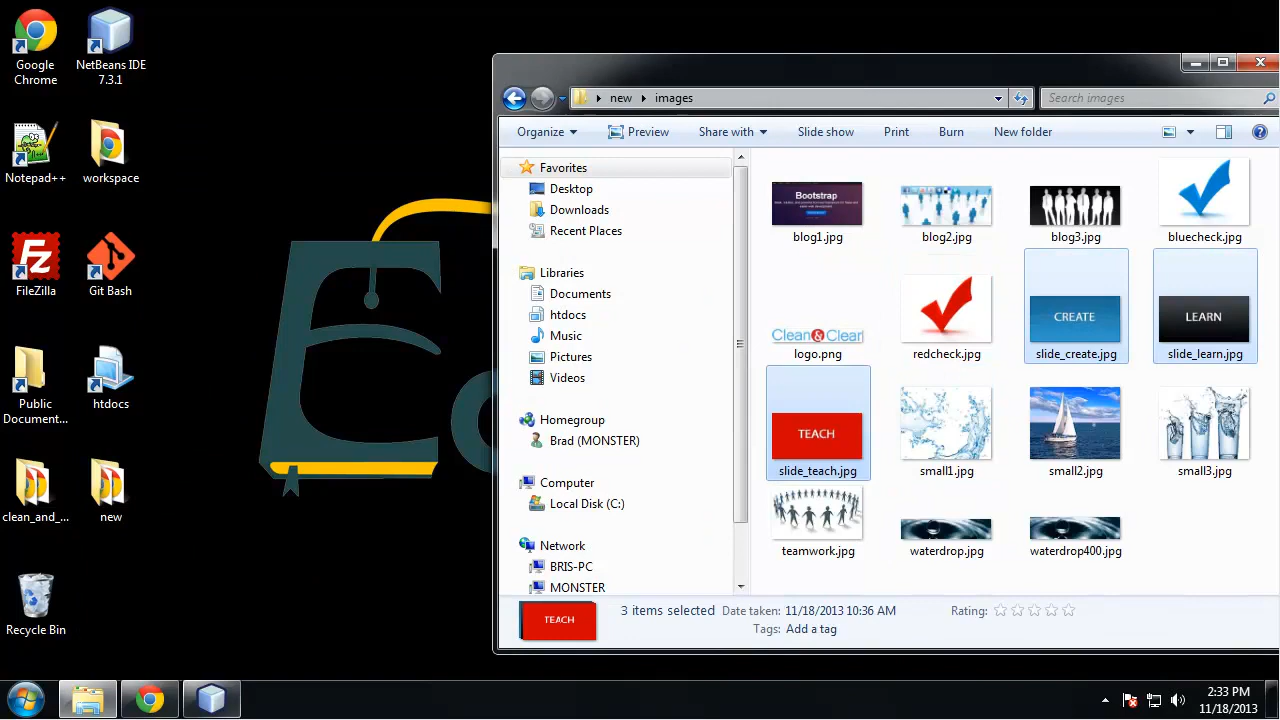 Google
Chrome
NetBeans IDE
7.3.1
Notepad++
workspace
FileZilla
Git Bash
Public
Document...
htdocs
clean_and_...
new
Recycle Bin
new
images
Search images
Organize
Preview
Share with
Slide show
Print
Burn
New folder
Favorites
Desktop
Downloads
Recent Places
Libraries
Documents
htdocs
Music
Pictures
Videos
Homegroup
Brad (MONSTER)
Computer
Local Disk (C:)
Network
BRIS-PC
MONSTER
Bootstrap
blog1.jpg
blog2.jpg
blog3.jpg
bluecheck.jpg
Clean & Clear
logo.png
redcheck.jpg
CREATE
slide_create.jpg
LEARN
slide_learn.jpg
TEACH
slide_teach.jpg
small1.jpg
small2.jpg
small3.jpg
teamwork.jpg
waterdrop.jpg
waterdrop400.jpg
TEACH
3 items selected
Date taken: 11/18/2013 10:36 AM
Tags: Add a tag
Rating:
2:33 PM
11/18/2013